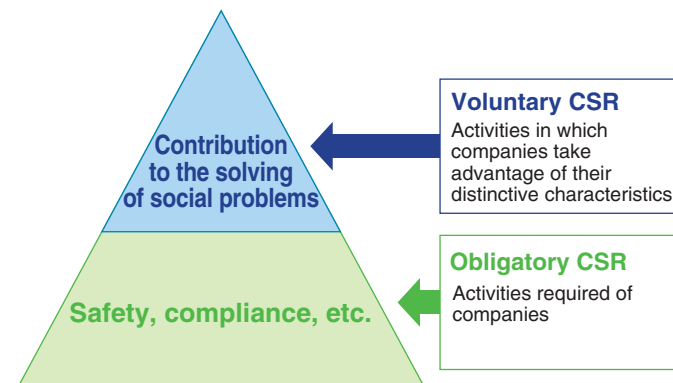 Contribution
to the solving
of social problems
Voluntary CSR
Activities in which
companies take
advantage of their
distinctive characteristics
Safety, compliance, etc.
Obligatory CSR
Activities required of
companies